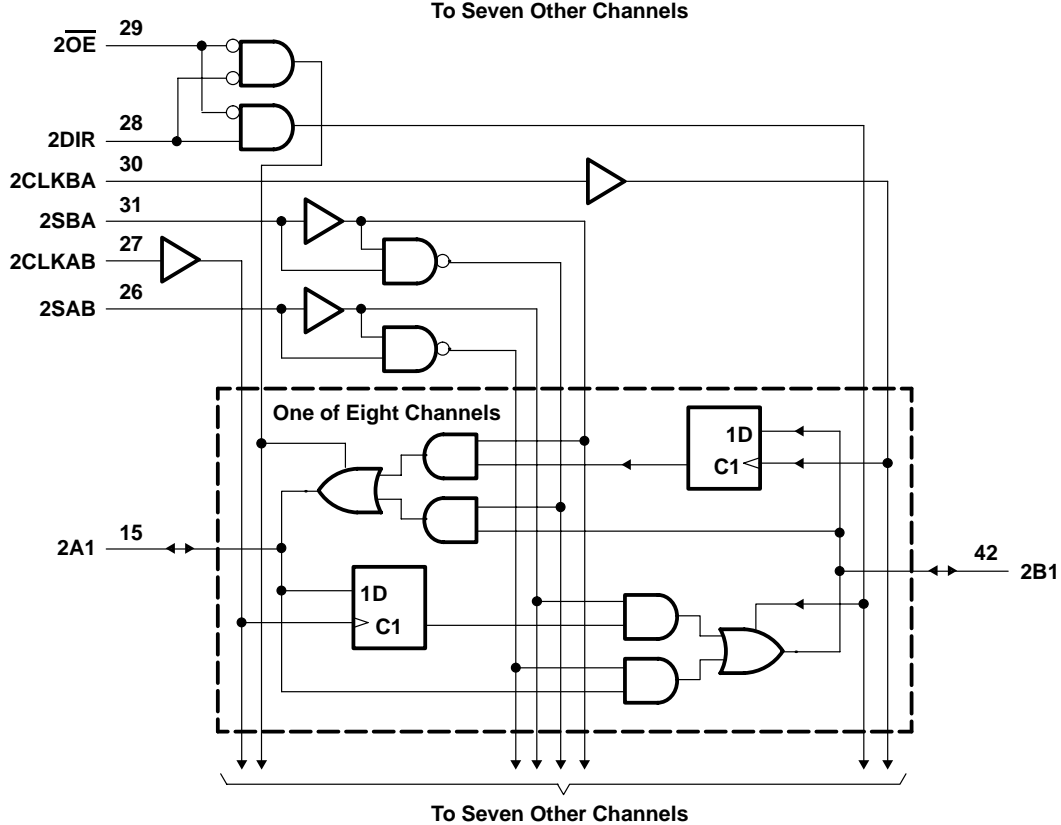 To Seven Other Channels
2O̅E̅ 29
2DIR 28
2CLKBA 30
2SBA 31
2CLKAB 27
2SAB 26
One of Eight Channels
1D
C1
2A1 15
42 2B1
1D
C1
To Seven Other Channels